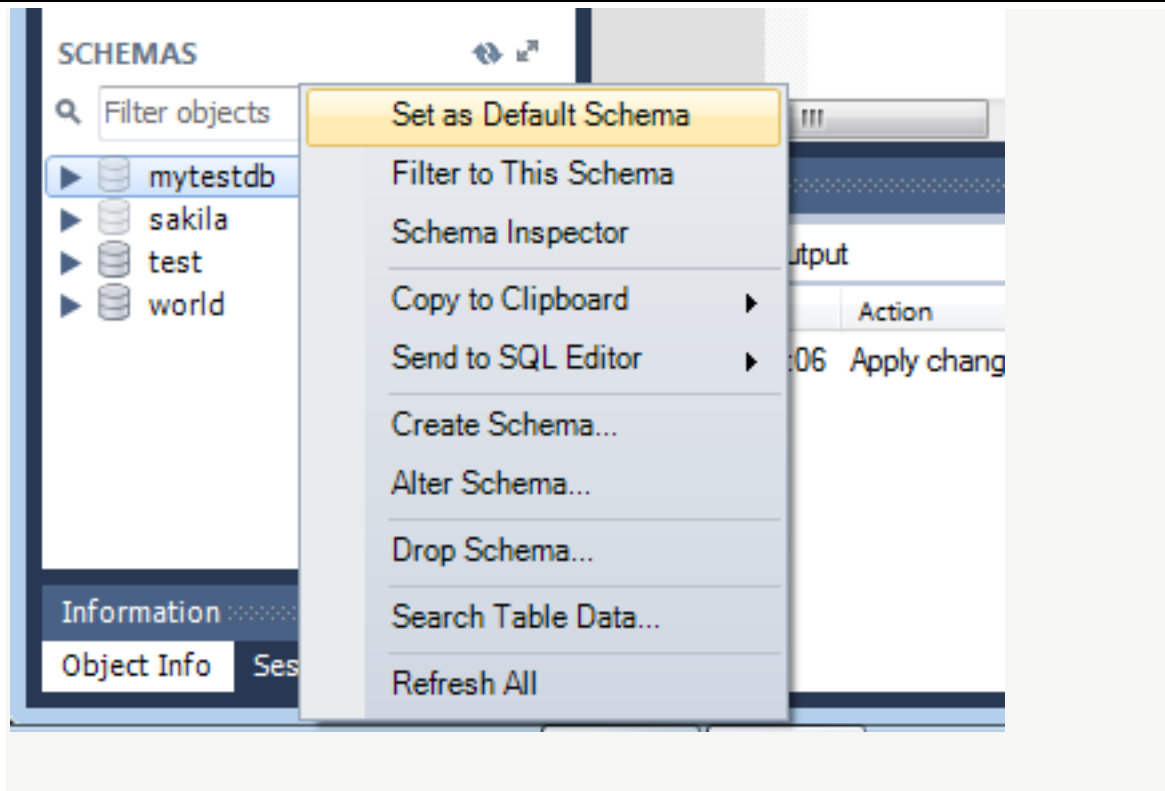 SCHEMAS
Filter objects
mytestdb
sakila
test
world
Set as Default Schema
Filter to This Schema
Schema Inspector
Copy to Clipboard
Send to SQL Editor
Create Schema...
Alter Schema...
Drop Schema...
Search Table Data...
Refresh All
Action
:06 Apply chang
Information
Object Info